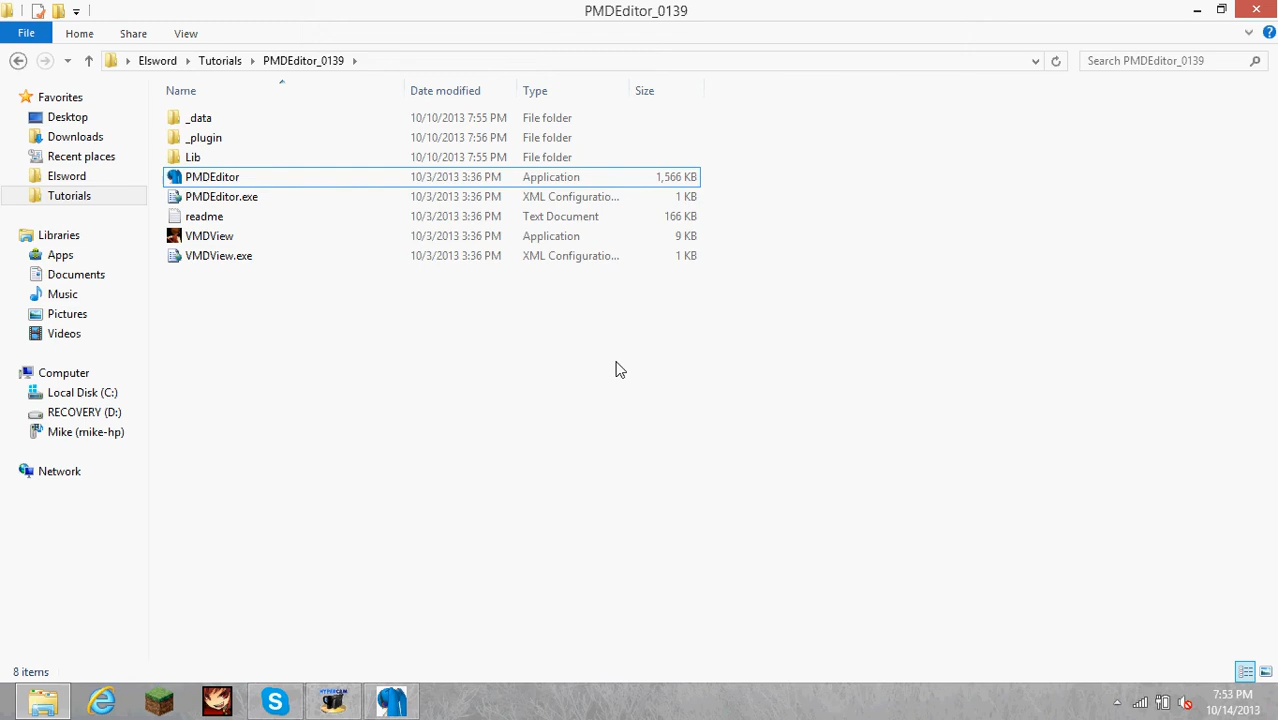 PMDEditor_0139
File Home Share View
Elsword Tutorials PMDEditor_0139 Search PMDEditor_0139
Name Date modified Type Size
Favorites
Desktop
Downloads
Recent places
Elsword
Tutorials
Libraries
Apps
Documents
Music
Pictures
Videos
Computer
Local Disk (C:)
RECOVERY (D:)
Mike (mike-hp)
Network
_data 10/10/2013 7:55 PM File folder
_plugin 10/10/2013 7:56 PM File folder
Lib 10/10/2013 7:55 PM File folder
PMDEditor 10/3/2013 3:36 PM Application 1,566 KB
PMDEditor.exe 10/3/2013 3:36 PM XML Configuratio... 1 KB
readme 10/3/2013 3:36 PM Text Document 166 KB
VMDView 10/3/2013 3:36 PM Application 9 KB
VMDView.exe 10/3/2013 3:36 PM XML Configuratio... 1 KB
8 items
HYPERCAM
7:53 PM
10/14/2013